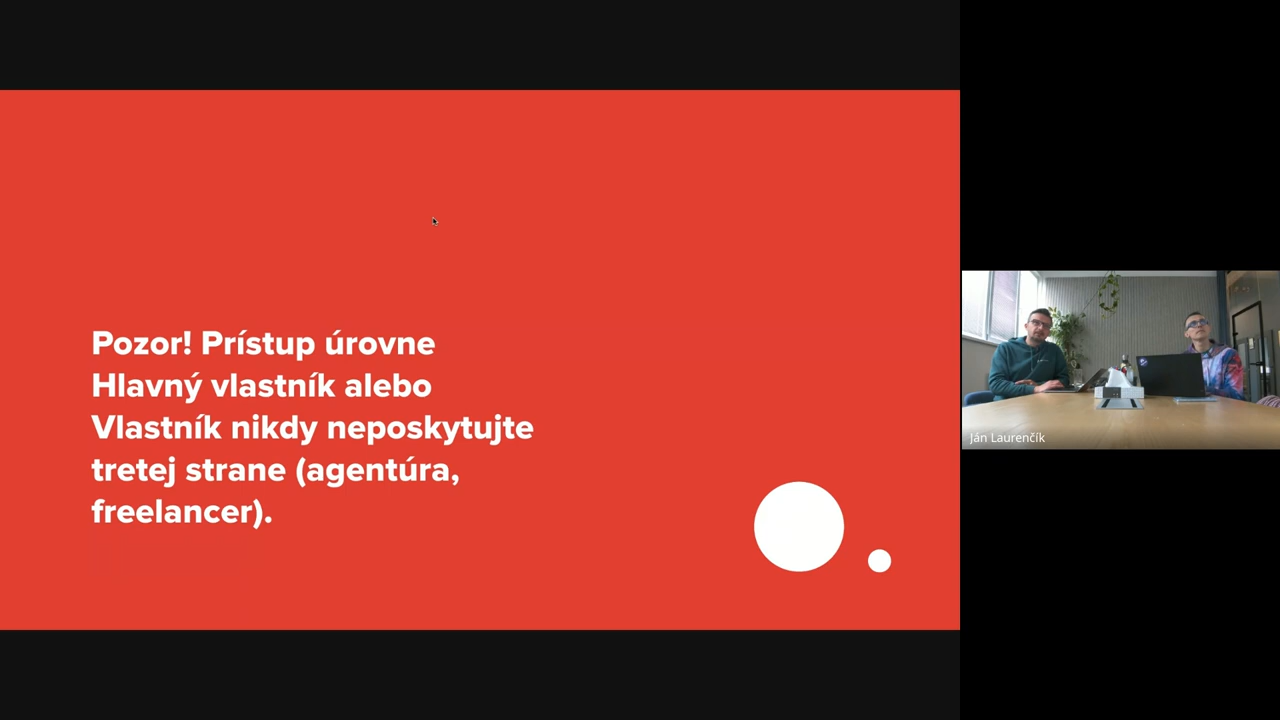 Pozor! Prístup úrovne
Hlavný vlastník alebo
Vlastník nikdy neposkytujte
tretej strane (agentúra,
freelancer).
Ján Laurenčík